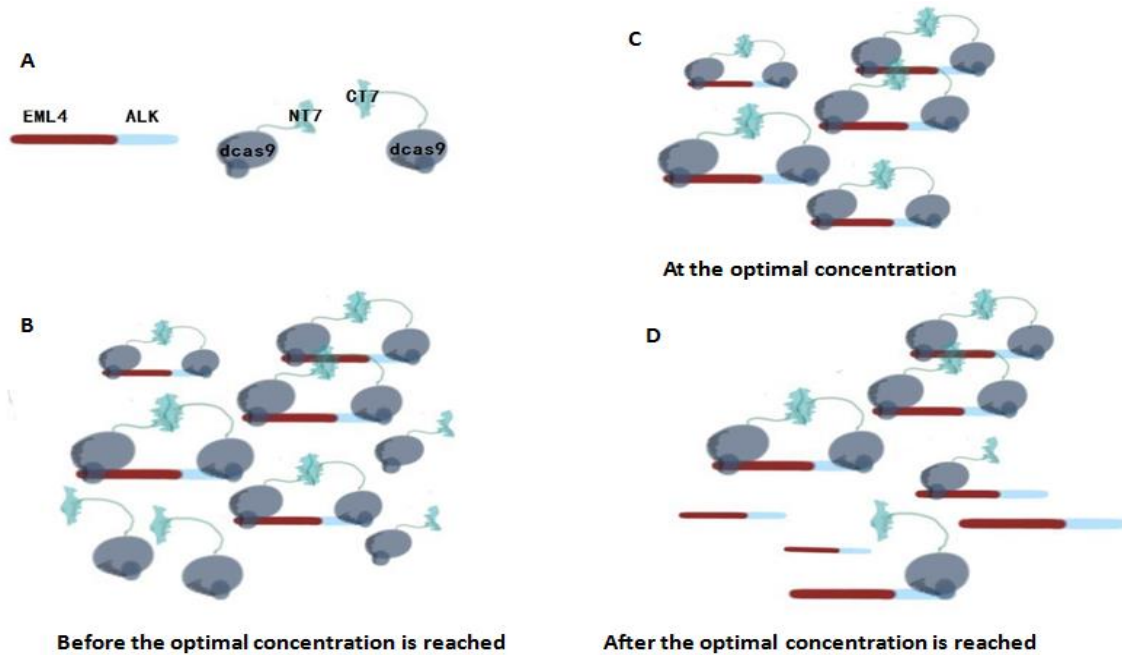 A
EML4 ALK
NT7
CT7
dcas9
dcas9
B
Before the optimal concentration is reached
C
At the optimal concentration
D
After the optimal concentration is reached